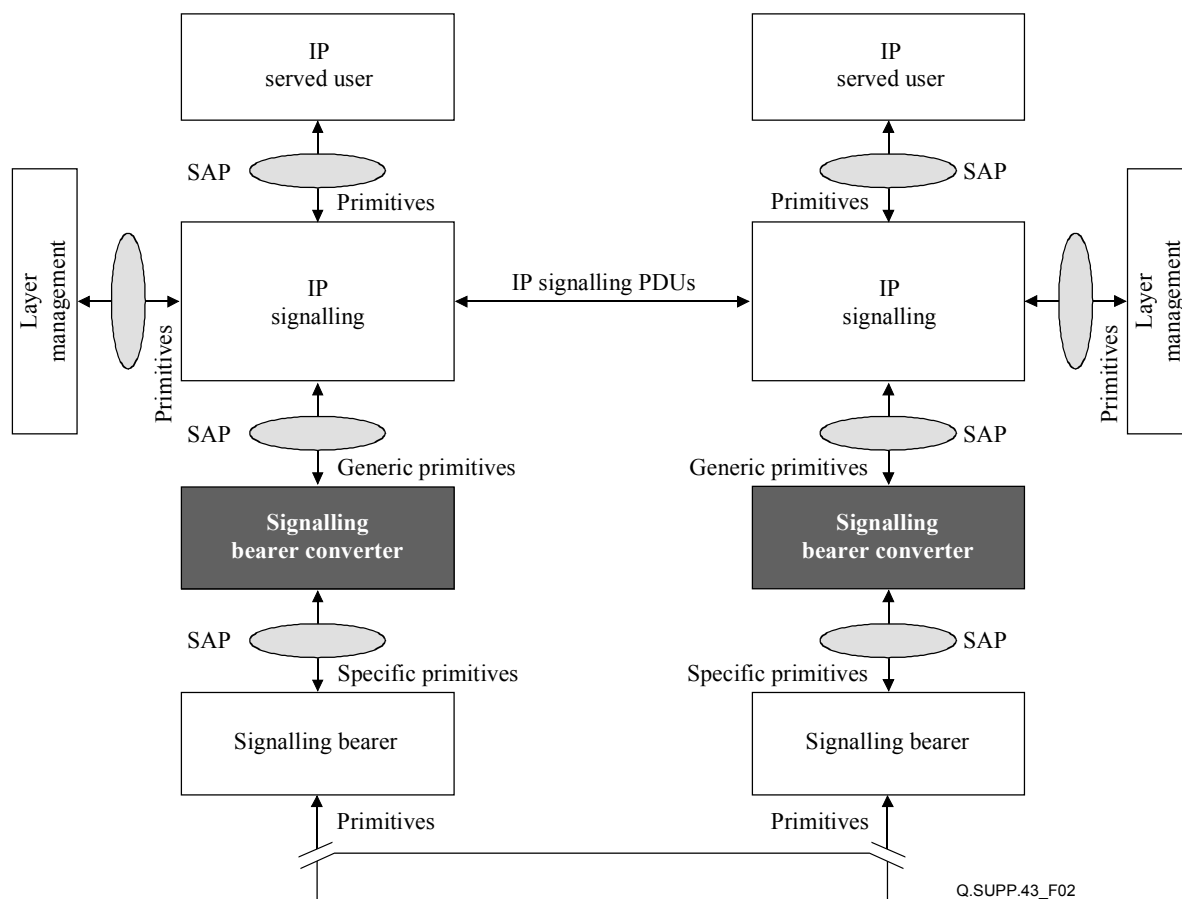 IP
served user
IP
served user
SAP
SAP
Primitives
Primitives
Layer
management
Primitives
IP
signalling
IP signalling PDUs
IP
signalling
Primitives
Layer
management
SAP
SAP
Generic primitives
Generic primitives
Signalling
bearer converter
Signalling
bearer converter
SAP
SAP
Specific primitives
Specific primitives
Signalling bearer
Signalling bearer
Primitives
Primitives
Q.SUPP.43_F02